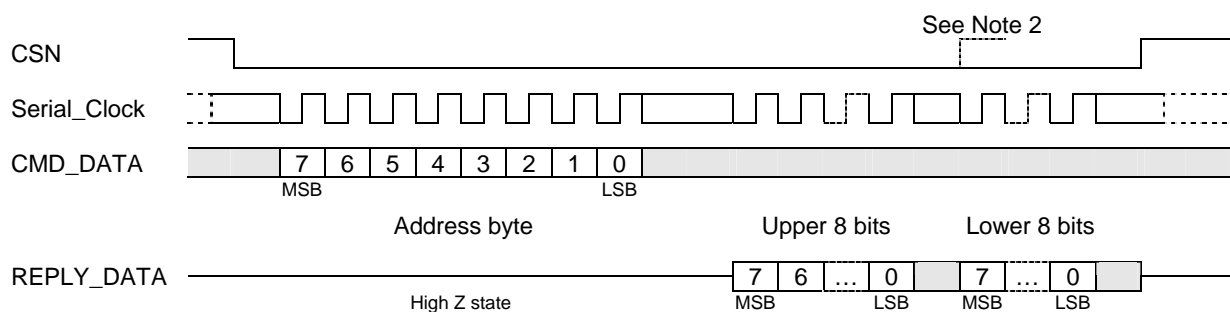 See Note 2
CSN
Serial_Clock
CMD_DATA 7 6 5 4 3 2 1 0
MSB LSB
Address byte Upper 8 bits Lower 8 bits
REPLY_DATA 7 6 ... 0 7 ... 0
High Z state MSB LSB MSB LSB